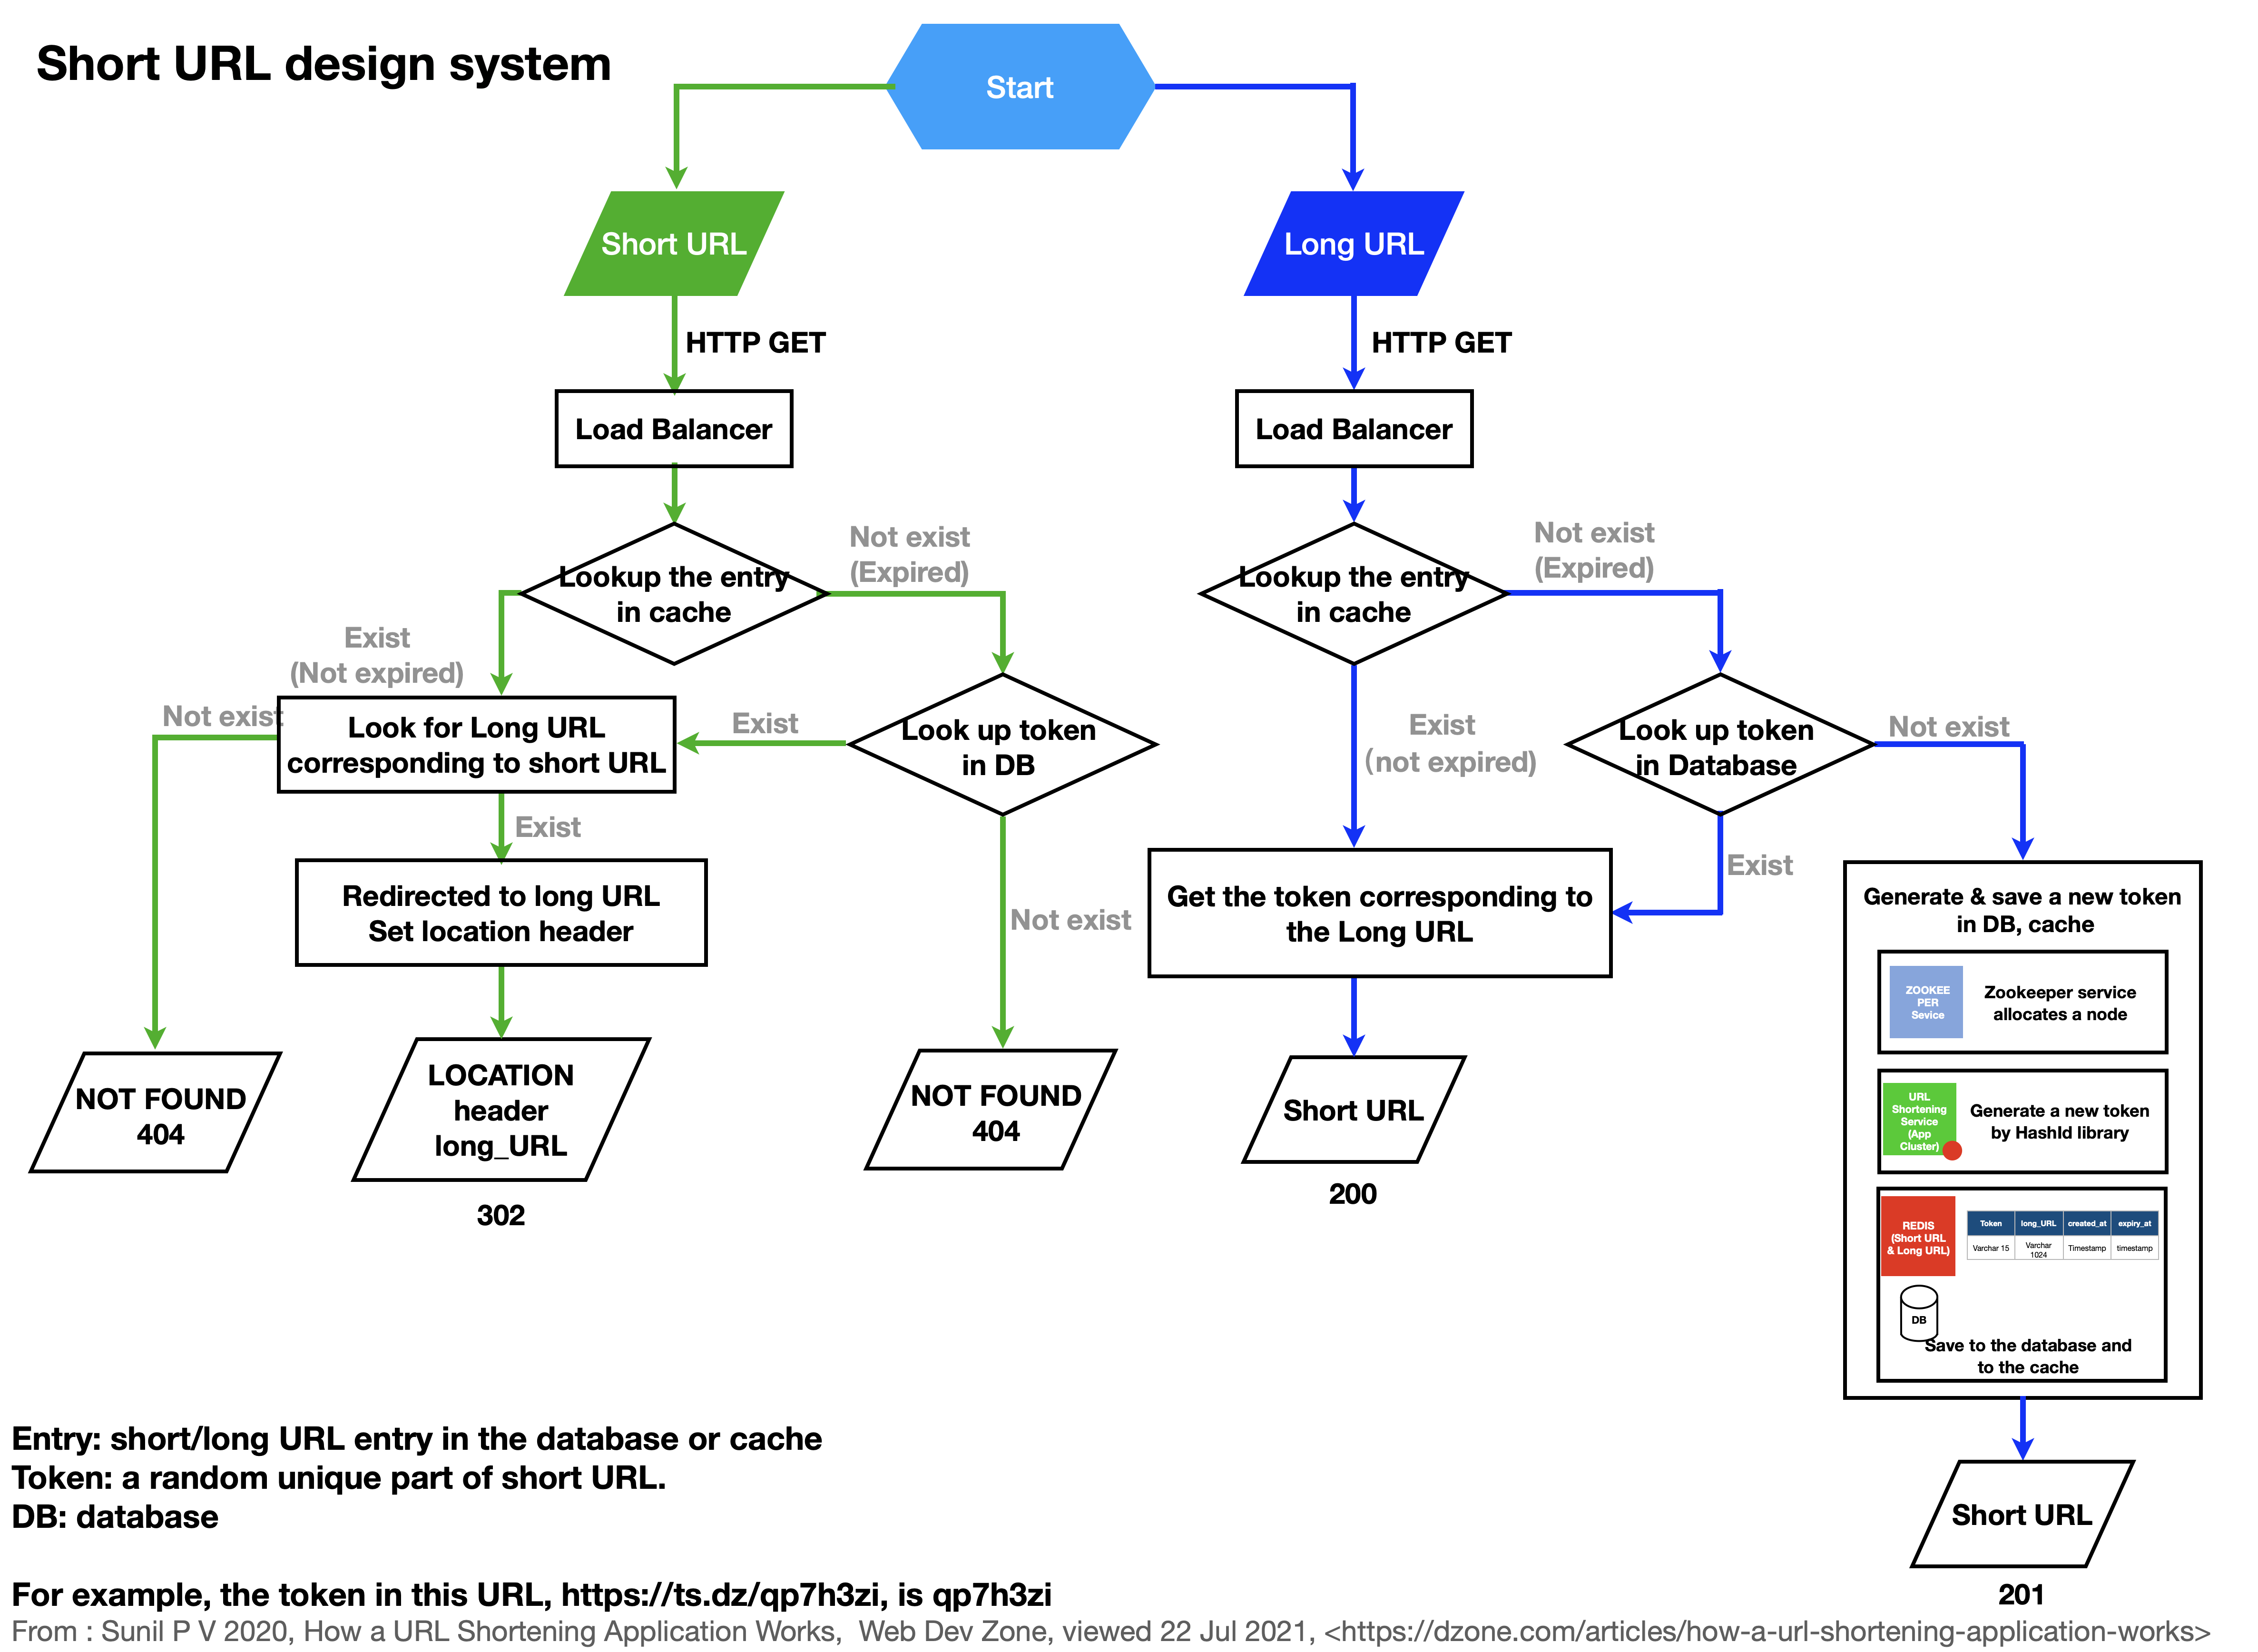 Short URL design system
Start
Short URL
Long URL
HTTP GET
HTTP GET
Load Balancer
Load Balancer
Lookup the entry
in cache
Not exist
(Expired)
Lookup the entry
in cache
Not exist
(Expired)
Exist
(Not expired)
Not exist
Look for Long URL
corresponding to short URL
Exist
Look up token
in DB
Exist
(not expired)
Look up token
in Database
Not exist
Exist
Exist
Redirected to long URL
Set location header
Not exist
Get the token corresponding to
the Long URL
Generate & save a new token
in DB, cache
ZOOKEE
PER
Sevice
Zookeeper service
allocates a node
URL
Shortening
Service
(App
Cluster)
Generate a new token
by HashId library
REDIS
(Short URL
& Long URL)
Token long_URL created_at expiry_at
Varchar 15 Varchar
1024 Timestamp timestamp
DB
Save to the database and
to the cache
NOT FOUND
404
LOCATION
header
long_URL
302
NOT FOUND
404
Short URL
200
Short URL
201
Entry: short/long URL entry in the database or cache
Token: a random unique part of short URL.
DB: database
For example, the token in this URL, https://ts.dz/qp7h3zi, is qp7h3zi
From : Sunil P V 2020, How a URL Shortening Application Works,  Web Dev Zone, viewed 22 Jul 2021, <https://dzone.com/articles/how-a-url-shortening-application-works>